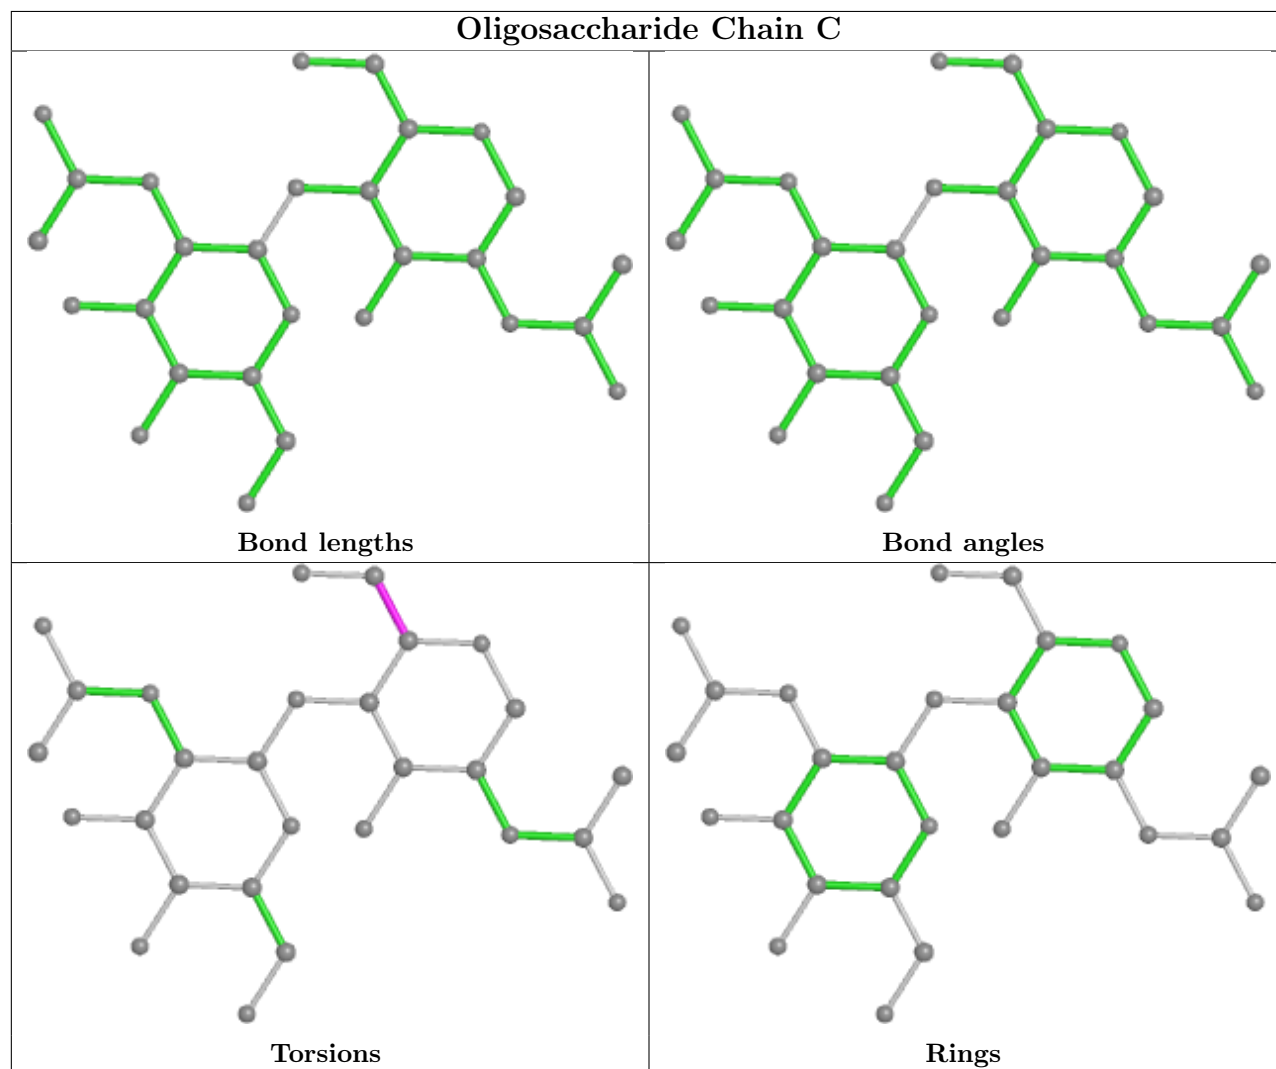 Oligosaccharide Chain C
Bond lengths
Bond angles
Torsions
Rings